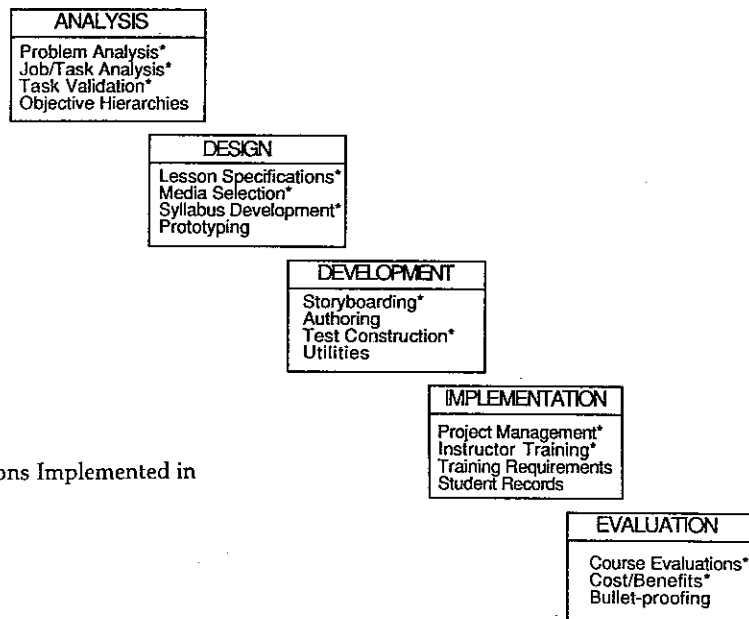 ANALYSIS
Problem Analysis*
Job/Task Analysis*
Task Validation*
Objective Hierarchies
DESIGN
Lesson Specifications*
Media Selection*
Syllabus Development*
Prototyping
DEVELOPMENT
Storyboarding*
Authoring
Test Construction*
Utilities
IMPLEMENTATION
Project Management*
Instructor Training*
Training Requirements
Student Records
ons Implemented in
EVALUATION
Course Evaluations*
Cost/Benefits*
Bullet-proofing